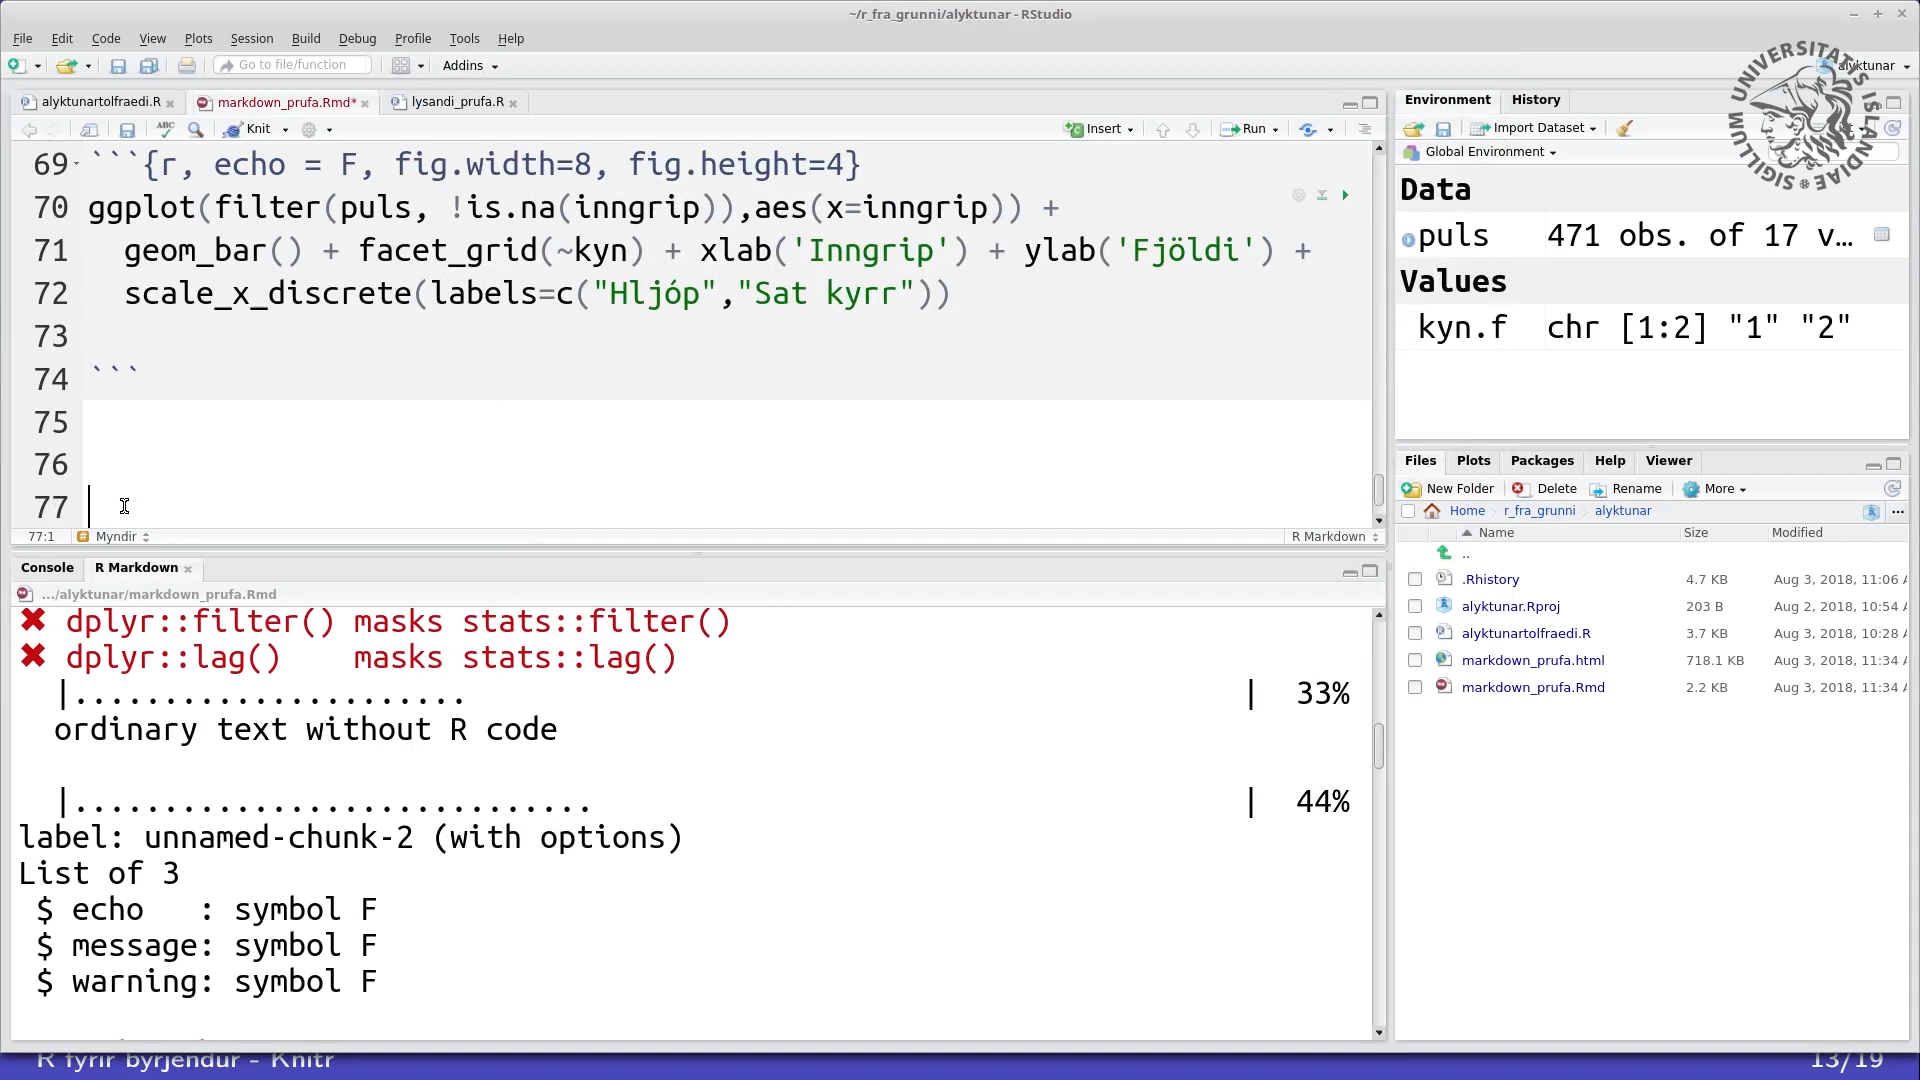 ~/r_fra_grunni/alyktunar - RStudio
File Edit Code View Plots Session Build Debug Profile Tools Help
Go to file/function Addins
alyktunar
UNIVERSITATIS ISLANDIAE SIGILLUM
alyktunartolfraedi.R markdown_prufa.Rmd* lysandi_prufa.R
ABC Knit Insert Run
69 ```{r, echo = F, fig.width=8, fig.height=4}
70 ggplot(filter(puls, !is.na(inngrip)),aes(x=inngrip)) +
71   geom_bar() + facet_grid(~kyn) + xlab('Inngrip') + ylab('Fjöldi') +
72   scale_x_discrete(labels=c("Hljóp","Sat kyrr"))
73
74 ```
75
76
77
77:1 Myndir R Markdown
Console R Markdown
.../alyktunar/markdown_prufa.Rmd
✖ dplyr::filter() masks stats::filter()
✖ dplyr::lag()    masks stats::lag()
  |......................                                            |  33%
  ordinary text without R code
  |.............................                                     |  44%
label: unnamed-chunk-2 (with options)
List of 3
 $ echo   : symbol F
 $ message: symbol F
 $ warning: symbol F
Environment History
Import Dataset
Global Environment
Data
puls 471 obs. of 17 v…
Values
kyn.f chr [1:2] "1" "2"
Files Plots Packages Help Viewer
New Folder Delete Rename More
Home r_fra_grunni alyktunar ...
Name Size Modified
..
.Rhistory 4.7 KB Aug 3, 2018, 11:06
alyktunar.Rproj 203 B Aug 2, 2018, 10:54
alyktunartolfraedi.R 3.7 KB Aug 3, 2018, 10:28
markdown_prufa.html 718.1 KB Aug 3, 2018, 11:34
markdown_prufa.Rmd 2.2 KB Aug 3, 2018, 11:34
R fyrir byrjendur – Knitr 13/19